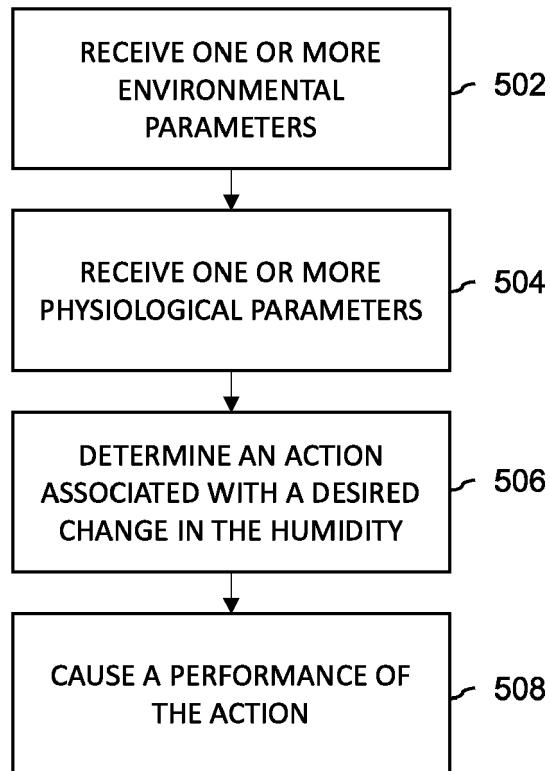 RECEIVE ONE OR MORE
ENVIRONMENTAL
PARAMETERS
502
RECEIVE ONE OR MORE
PHYSIOLOGICAL PARAMETERS
504
DETERMINE AN ACTION
ASSOCIATED WITH A DESIRED
CHANGE IN THE HUMIDITY
506
CAUSE A PERFORMANCE OF
THE ACTION
508